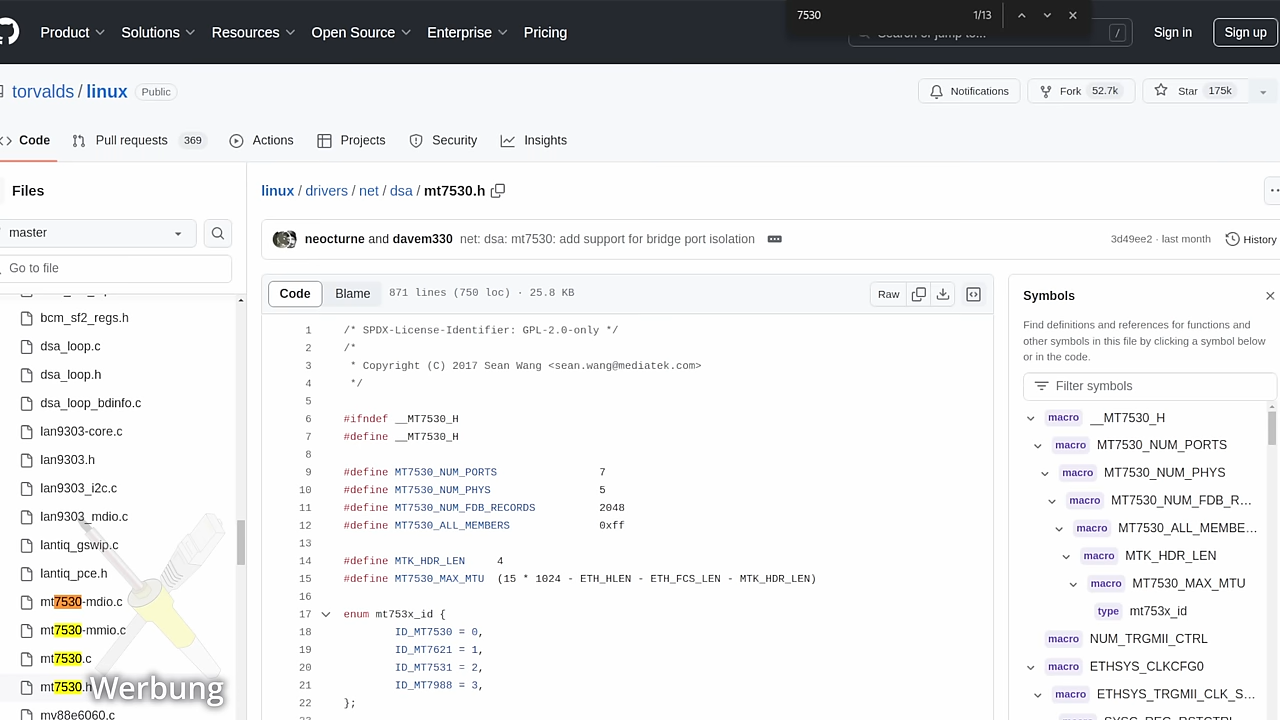 7530 1/13
Product Solutions Resources Open Source Enterprise Pricing Search or jump to... / Sign in Sign up
torvalds / linux Public Notifications Fork 52.7k Star 175k
Code Pull requests 369 Actions Projects Security Insights
Files
master
Go to file
bcm_sf2_regs.h
dsa_loop.c
dsa_loop.h
dsa_loop_bdinfo.c
lan9303-core.c
lan9303.h
lan9303_i2c.c
lan9303_mdio.c
lantiq_gswip.c
lantiq_pce.h
mt7530-mdio.c
mt7530-mmio.c
mt7530.c
mt7530.h
mv88e6060.c
Werbung
linux / drivers / net / dsa / mt7530.h
neocturne and davem330 net: dsa: mt7530: add support for bridge port isolation 3d49ee2 · last month History
Code Blame 871 lines (750 loc) · 25.8 KB Raw
1 /* SPDX-License-Identifier: GPL-2.0-only */
2 /*
3 * Copyright (C) 2017 Sean Wang <sean.wang@mediatek.com>
4 */
5
6 #ifndef __MT7530_H
7 #define __MT7530_H
8
9 #define MT7530_NUM_PORTS 7
10 #define MT7530_NUM_PHYS 5
11 #define MT7530_NUM_FDB_RECORDS 2048
12 #define MT7530_ALL_MEMBERS 0xff
13
14 #define MTK_HDR_LEN 4
15 #define MT7530_MAX_MTU (15 * 1024 - ETH_HLEN - ETH_FCS_LEN - MTK_HDR_LEN)
16
17 enum mt753x_id {
18 ID_MT7530 = 0,
19 ID_MT7621 = 1,
20 ID_MT7531 = 2,
21 ID_MT7988 = 3,
22 };
Symbols
Find definitions and references for functions and
other symbols in this file by clicking a symbol below
or in the code.
Filter symbols
macro __MT7530_H
macro MT7530_NUM_PORTS
macro MT7530_NUM_PHYS
macro MT7530_NUM_FDB_R...
macro MT7530_ALL_MEMBE...
macro MTK_HDR_LEN
macro MT7530_MAX_MTU
type mt753x_id
macro NUM_TRGMII_CTRL
macro ETHSYS_CLKCFG0
macro ETHSYS_TRGMII_CLK_S...